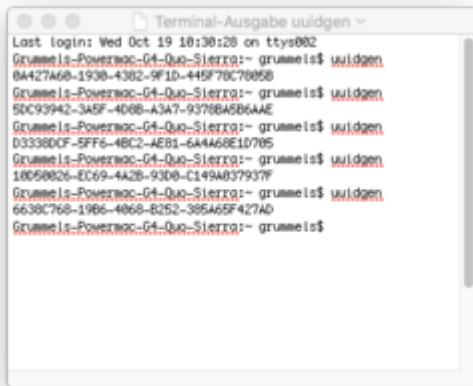 Terminal-Ausgabe uuidgen
Last login: Wed Oct 19 10:30:28 on ttys002
Grummels-Powermac-G4-Quo-Sierra:~ grummels$ uuidgen
0A427A60-1930-4382-9F1D-445F78C7805B
Grummels-Powermac-G4-Quo-Sierra:~ grummels$ uuidgen
5DC93942-3A5F-4D8B-A3A7-9378BA5B6AAE
Grummels-Powermac-G4-Quo-Sierra:~ grummels$ uuidgen
D3338DCF-5FF6-4BC2-AE81-6A4A68E1D705
Grummels-Powermac-G4-Quo-Sierra:~ grummels$ uuidgen
10D50026-EC69-4A2B-93D0-C149A037937F
Grummels-Powermac-G4-Quo-Sierra:~ grummels$ uuidgen
6638C768-19B6-4068-B252-385A65F427AD
Grummels-Powermac-G4-Quo-Sierra:~ grummels$